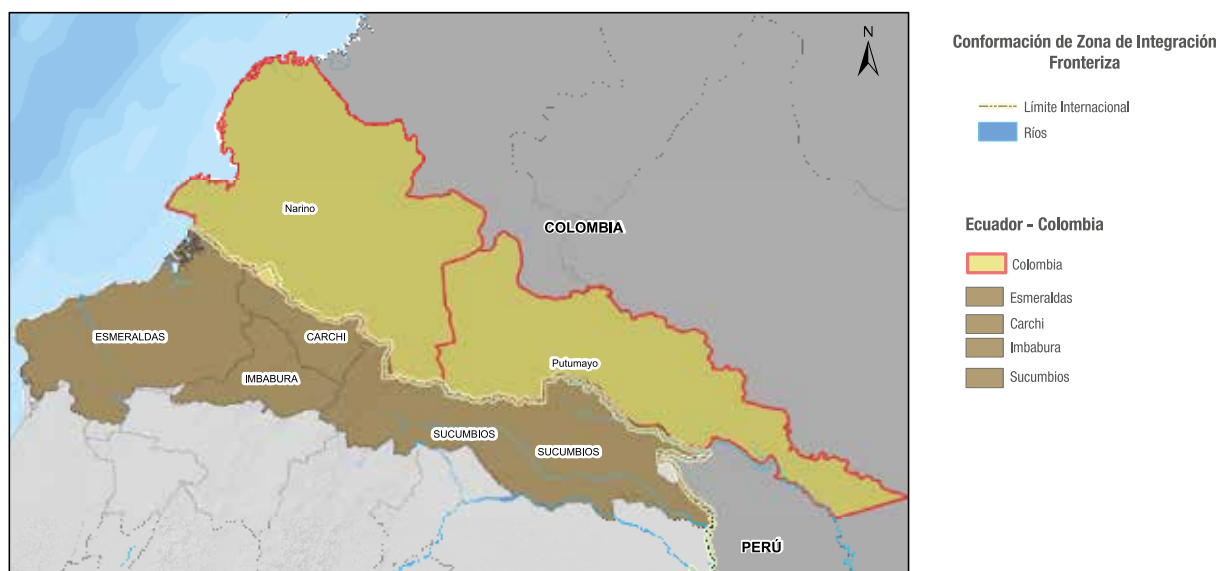 N
Narino
COLOMBIA
ESMERALDAS
CARCHI
IMBABURA
Putumayo
SUCUMBIOS
SUCUMBIOS
PERÚ
Conformación de Zona de Integración
Fronteriza
Límite Internacional
Ríos
Ecuador - Colombia
Colombia
Esmeraldas
Carchi
Imbabura
Sucumbios